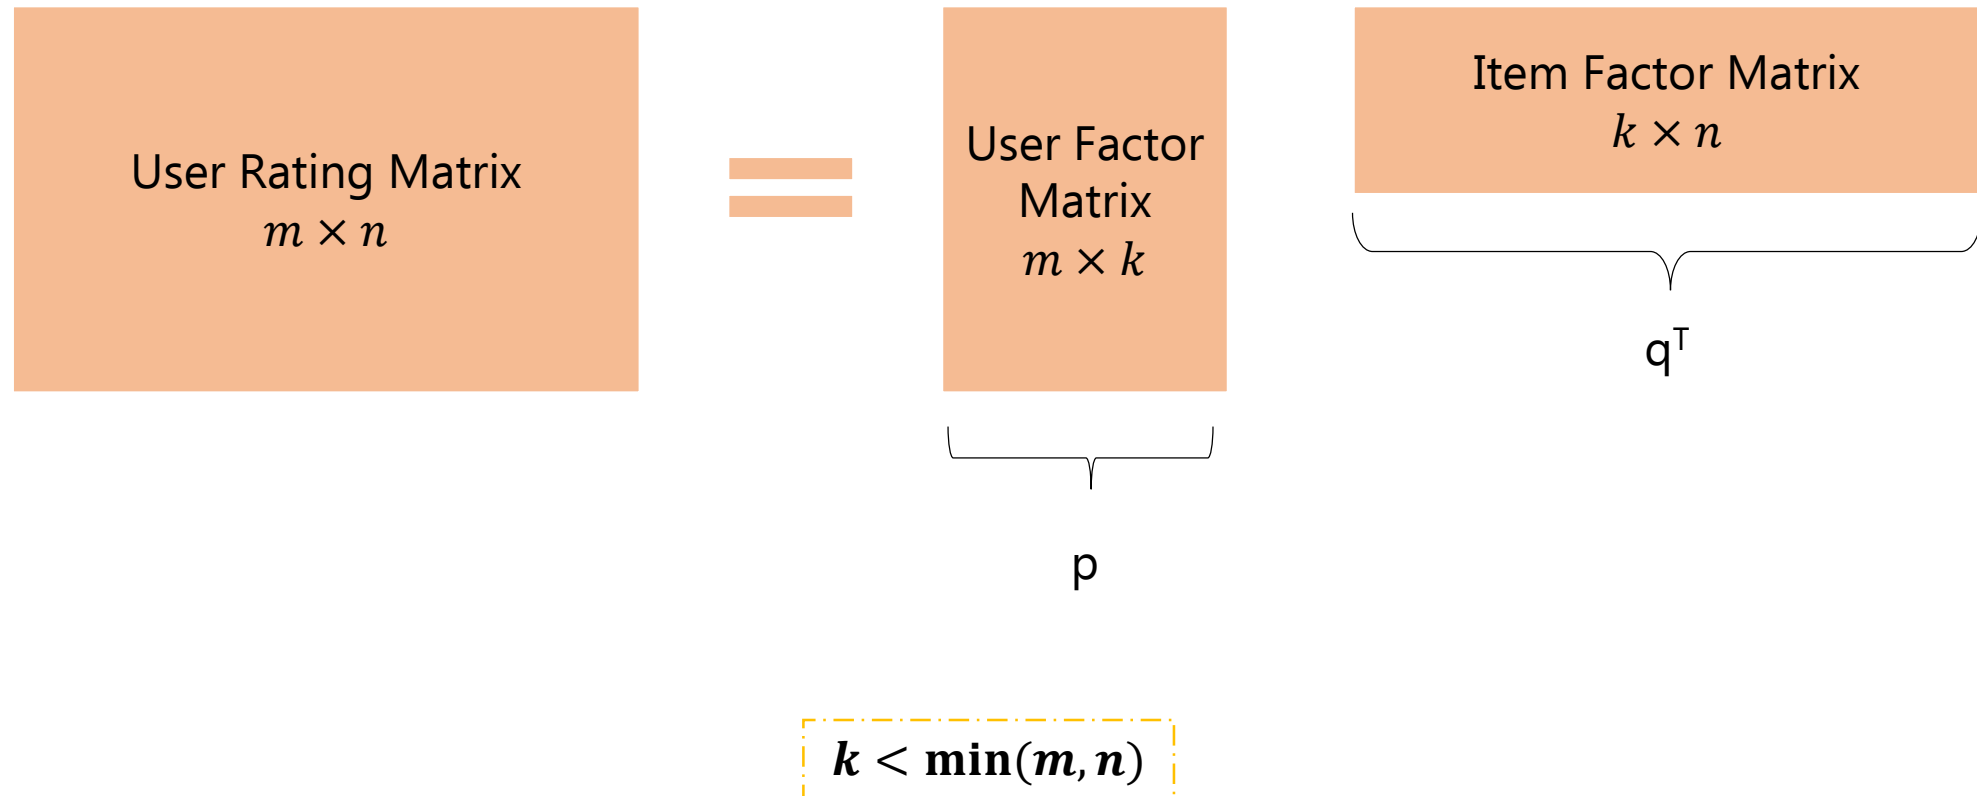 User Rating Matrix
m × n
User Factor
Matrix
m × k
Item Factor Matrix
k × n
qᵀ
p
k < min(m, n)